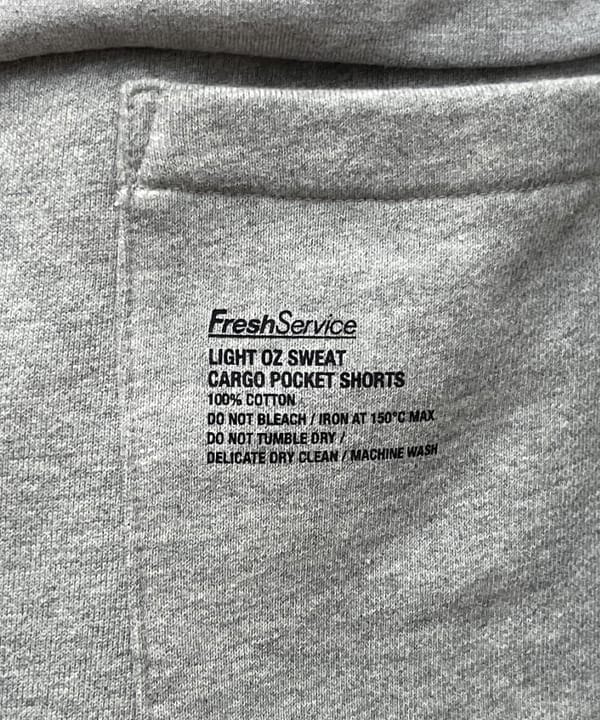 FreshService
LIGHT OZ SWEAT
CARGO POCKET SHORTS
100% COTTON
DO NOT BLEACH / IRON AT 150°C MAX
DO NOT TUMBLE DRY /
DELICATE DRY CLEAN / MACHINE WASH